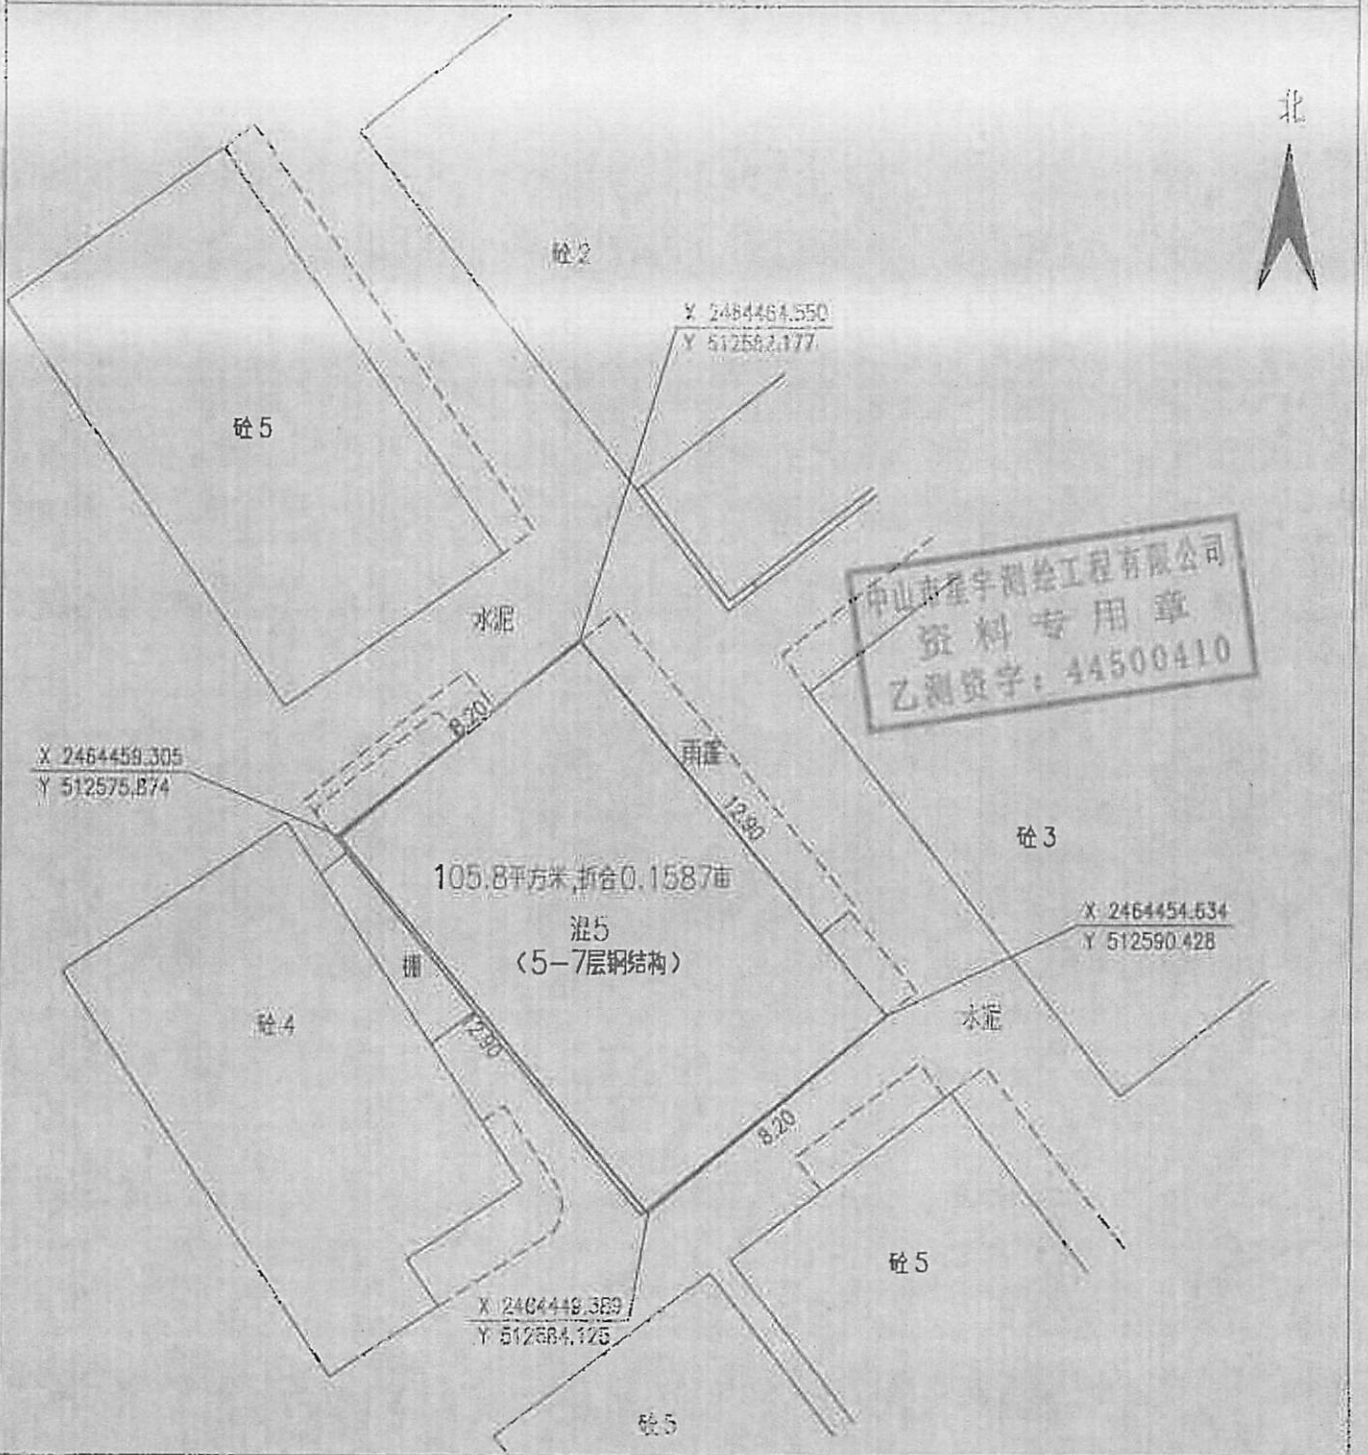 北
砼2
X 2464464.550
Y 512582.177
砼5
中山市星宇测绘工程有限公司
资料专用章
乙测资字：44500410
水泥
8.20
雨篷
X 2464459.305
Y 512575.874
12.90
砼3
105.8平方米,折合0.1587亩
混5
（5-7层钢结构）
棚
X 2464454.634
Y 512590.428
砼4
水泥
12.90
8.20
砼5
X 2464449.389
Y 512584.125
砼5